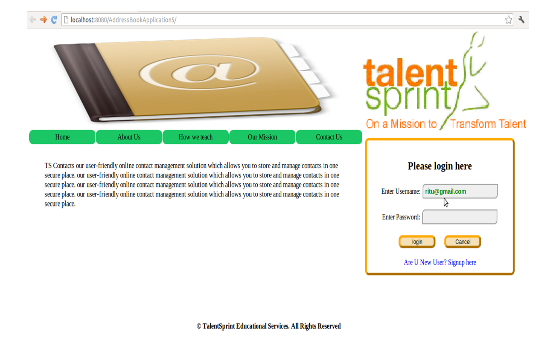 localhost:8080/AddressBookApplication5/
@
talent
sprint
On a Mission to Transform Talent
Home
About Us
How we teach
Our Mission
Contact Us
TS Contacts our user-friendly online contact management solution which allows you to store and manage contacts in one
secure place. our user-friendly online contact management solution which allows you to store and manage contacts in one
secure place. our user-friendly online contact management solution which allows you to store and manage contacts in one
secure place. our user-friendly online contact management solution which allows you to store and manage contacts in one
secure place.
Please login here
Enter Username: ritu@gmail.com
Enter Password:
login Cancel
Are U New User? Signup here
© TalentSprint Educational Services. All Rights Reserved